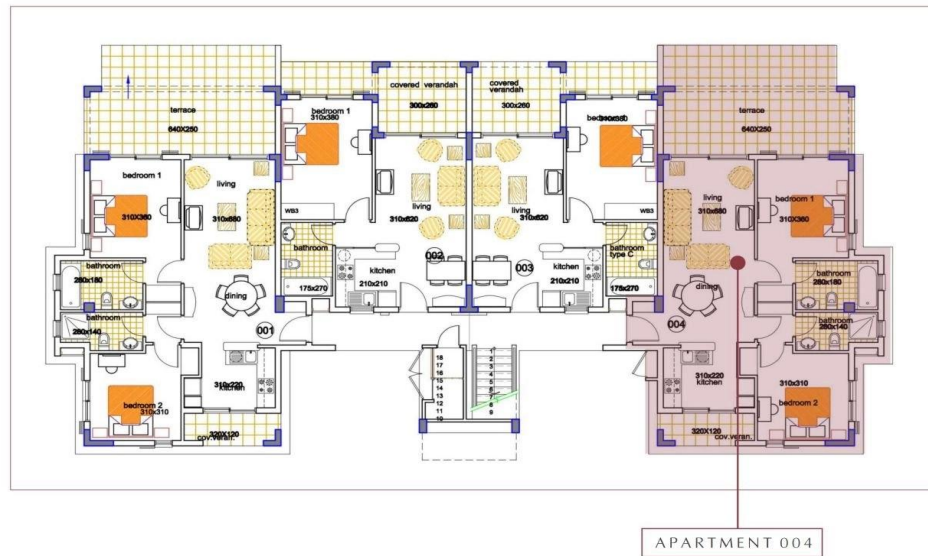 covered verandah
300x260
covered verandah
300x260
bedroom 1
310x380
310x380
terrace
640X250
terrace
640X250
bedroom 1
310X360
living
310x680
living
310x620
living
310x620
living
310x680
bedroom 1
310X360
WB3
WB3
bathroom
175x270
bathroom
type C
175x270
002
003
kitchen
210x210
kitchen
210x210
bathroom
280x180
bathroom
280x180
dining
dining
bathroom
280x140
bathroom
280x140
001
004
310x220
kitchen
310x220
kitchen
bedroom 2
310x310
310x310
bedroom 2
320X120
cov.veran.
320X120
cov.veran.
18
17
16
15
14
13
12
11
10
1
2
3
4
5
6
7
8
9
APARTMENT 004